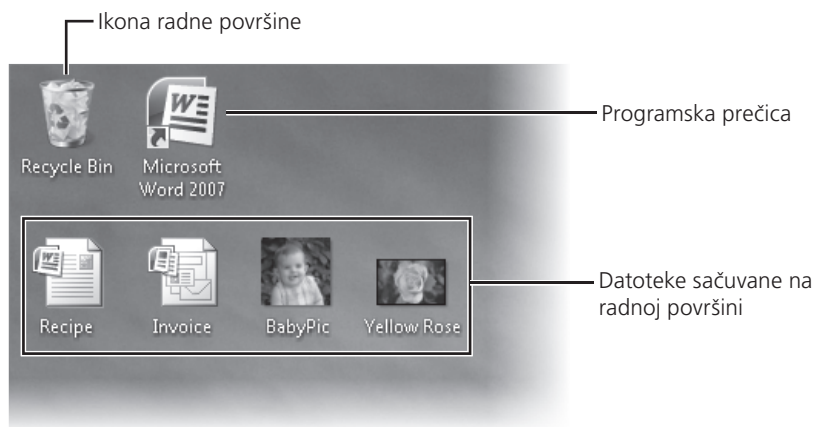 Ikona radne površine
Recycle Bin
Microsoft
Word 2007
Programska prečica
Recipe
Invoice
BabyPic
Yellow Rose
Datoteke sačuvane na
radnoj površini